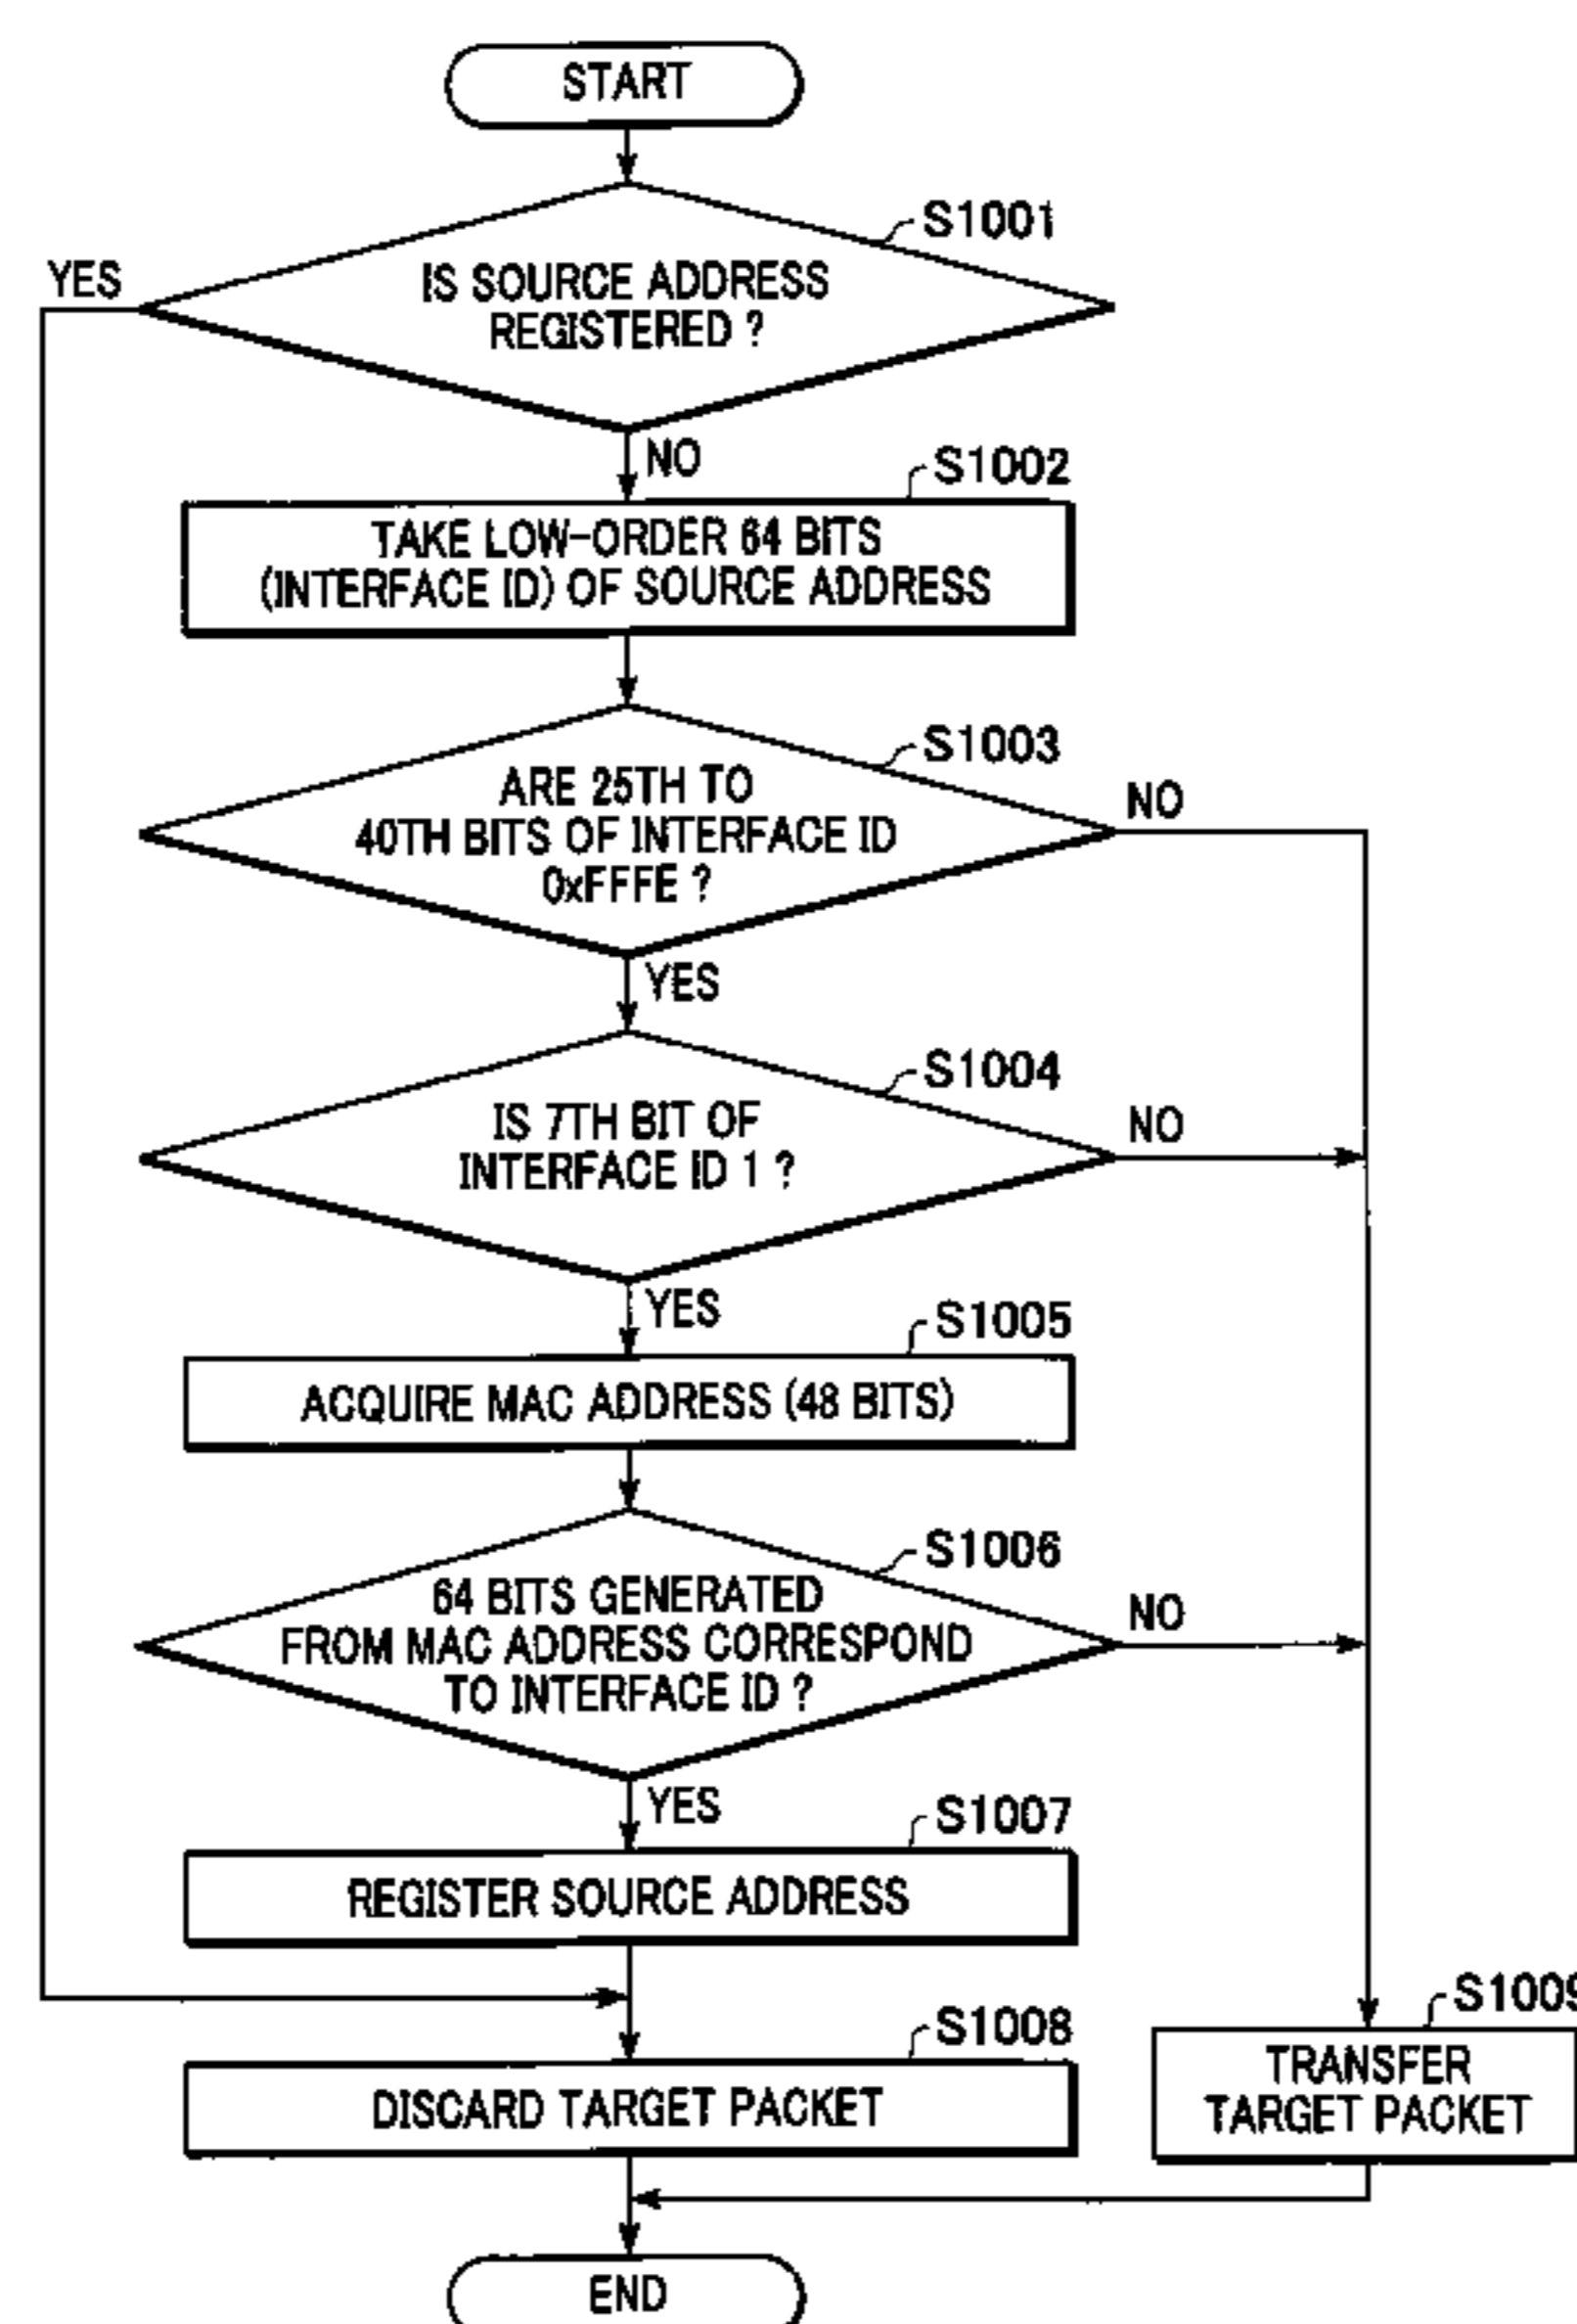 START
S1001
YES
IS SOURCE ADDRESS
REGISTERED ?
NO
S1002
TAKE LOW-ORDER 64 BITS
(INTERFACE ID) OF SOURCE ADDRESS
S1003
ARE 25TH TO
40TH BITS OF INTERFACE ID
0xFFFE ?
NO
YES
S1004
IS 7TH BIT OF
INTERFACE ID 1 ?
NO
YES
S1005
ACQUIRE MAC ADDRESS (48 BITS)
S1006
64 BITS GENERATED
FROM MAC ADDRESS CORRESPOND
TO INTERFACE ID ?
NO
YES
S1007
REGISTER SOURCE ADDRESS
S1008
DISCARD TARGET PACKET
S1009
TRANSFER
TARGET PACKET
END